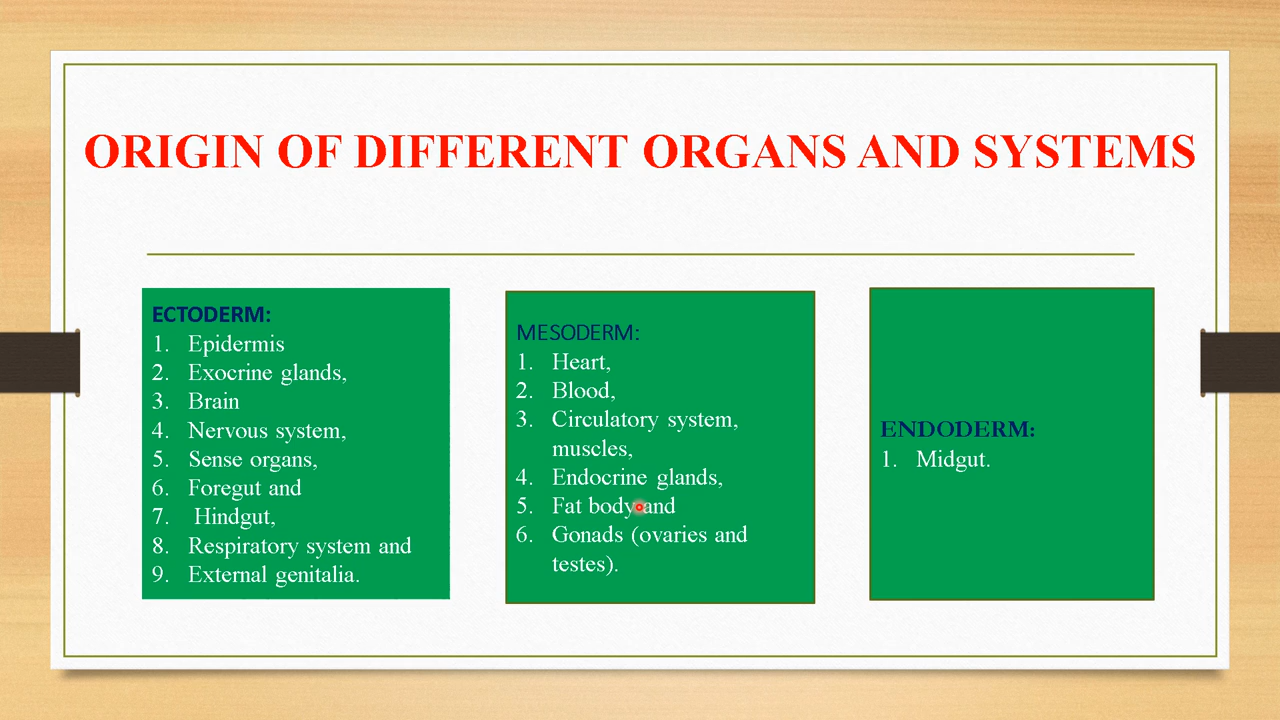 ORIGIN OF DIFFERENT ORGANS AND SYSTEMS
ECTODERM:
1. Epidermis
2. Exocrine glands,
3. Brain
4. Nervous system,
5. Sense organs,
6. Foregut and
7. Hindgut,
8. Respiratory system and
9. External genitalia.
MESODERM:
1. Heart,
2. Blood,
3. Circulatory system,
muscles,
4. Endocrine glands,
5. Fat body and
6. Gonads (ovaries and
testes).
ENDODERM:
1. Midgut.